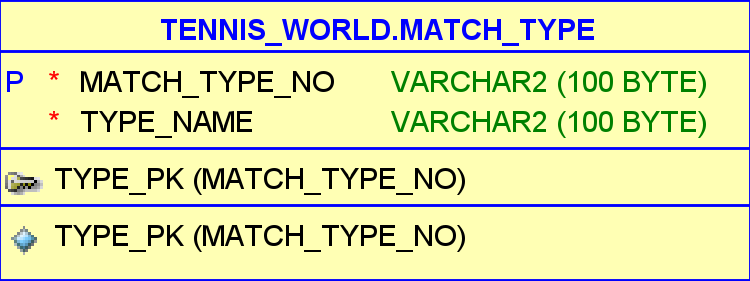 TENNIS_WORLD.MATCH_TYPE
P * MATCH_TYPE_NO VARCHAR2 (100 BYTE)
* TYPE_NAME VARCHAR2 (100 BYTE)
TYPE_PK (MATCH_TYPE_NO)
TYPE_PK (MATCH_TYPE_NO)